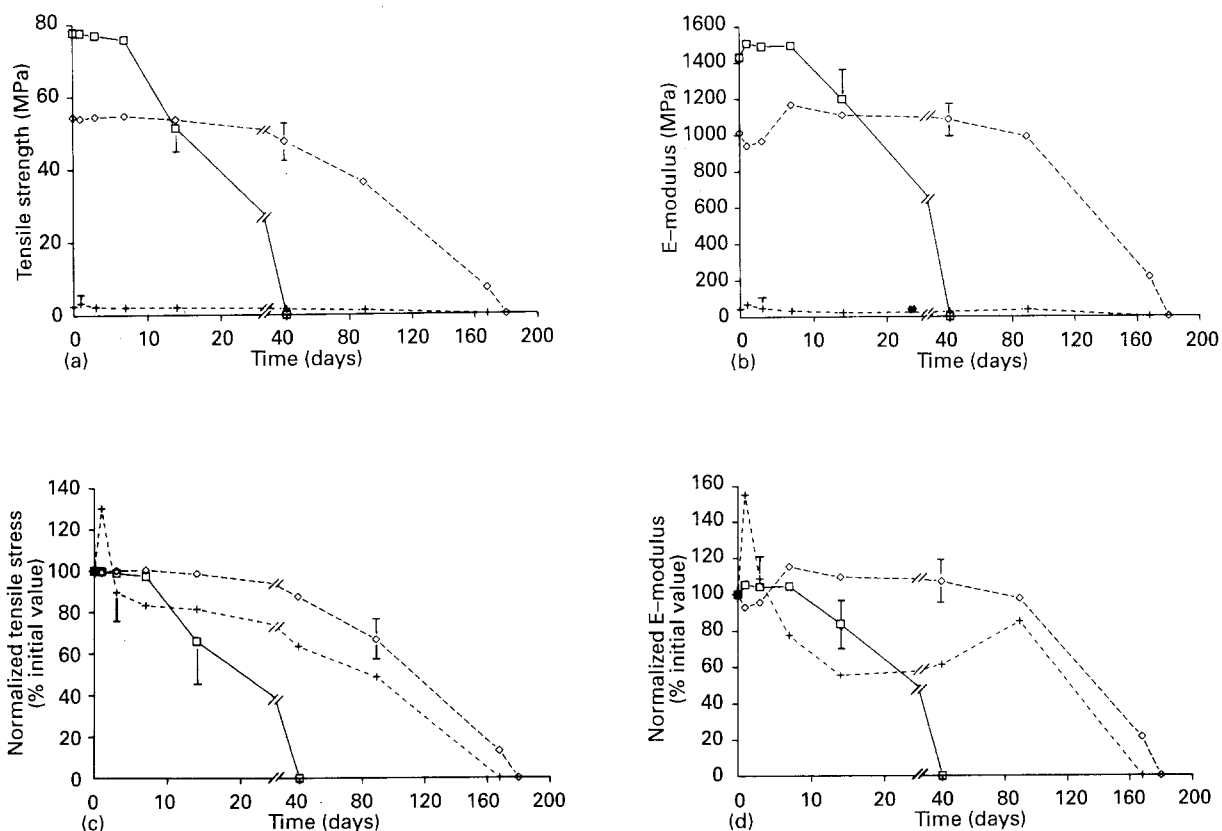 80
60
40
20
0
Tensile strength (MPa)
0 10 20 40 80 120 160 200
Time (days)
(a)
1600
1400
1200
1000
800
600
400
200
0
E–modulus (MPa)
0 10 20 40 80 120 160 200
Time (days)
(b)
140
120
100
80
60
40
20
0
Normalized tensile stress
(% initial value)
0 10 20 40 80 120 160 200
Time (days)
(c)
160
140
120
100
80
60
40
20
0
Normalized E–modulus
(% initial value)
0 10 20 40 80 120 160 200
Time (days)
(d)